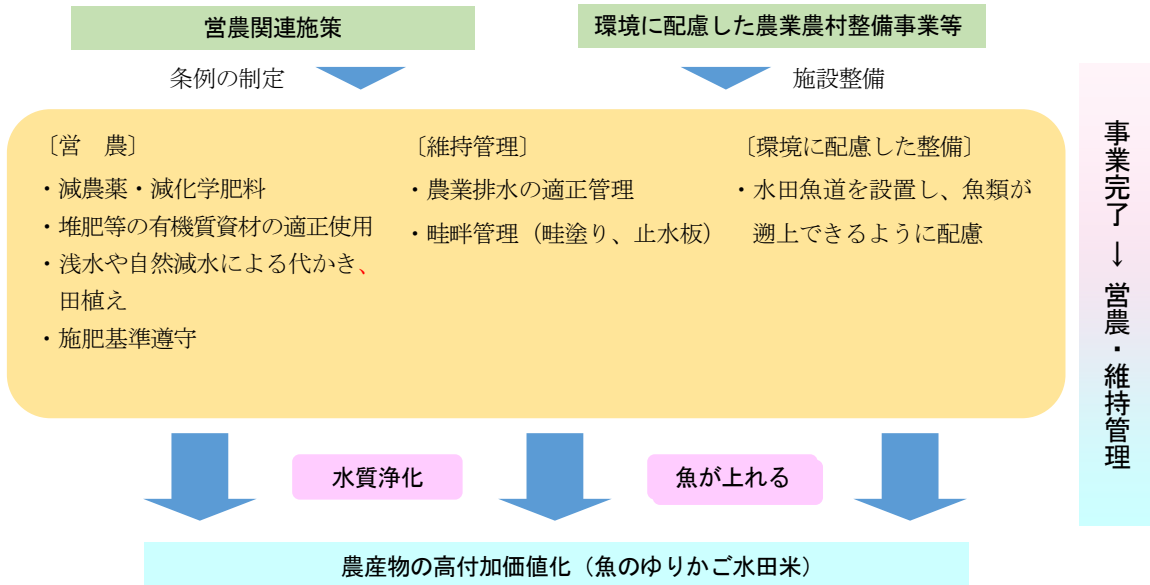 営農関連施策
環境に配慮した農業農村整備事業等
条例の制定
施設整備
〔営　農〕
・減農薬・減化学肥料
・堆肥等の有機質資材の適正使用
・浅水や自然減水による代かき、
田植え
・施肥基準遵守
〔維持管理〕
・農業排水の適正管理
・畦畔管理（畦塗り、止水板）
〔環境に配慮した整備〕
・水田魚道を設置し、魚類が
遡上できるように配慮
事業完了→営農・維持管理
水質浄化
魚が上れる
農産物の高付加価値化（魚のゆりかご水田米）